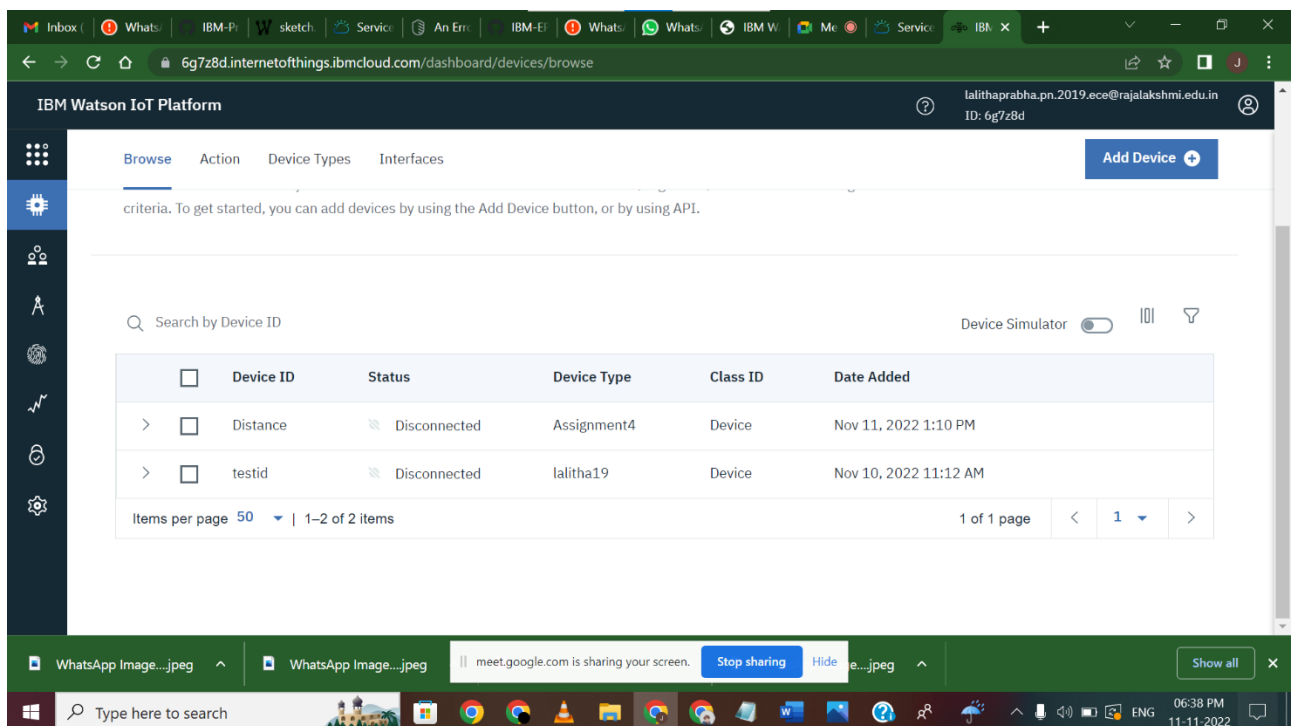 Inbox (
Whats/
IBM-Pr
sketch.
Service
An Erro
IBM-EF
Whats/
Whats/
IBM W
Me
Service
IBM
6g7z8d.internetofthings.ibmcloud.com/dashboard/devices/browse
J
IBM Watson IoT Platform
lalithaprabha.pn.2019.ece@rajalakshmi.edu.in
ID: 6g7z8d
Browse Action Device Types Interfaces
Add Device
criteria. To get started, you can add devices by using the Add Device button, or by using API.
Search by Device ID
Device Simulator
Device ID Status Device Type Class ID Date Added
Distance Disconnected Assignment4 Device Nov 11, 2022 1:10 PM
testid Disconnected lalitha19 Device Nov 10, 2022 11:12 AM
Items per page 50 | 1–2 of 2 items
1 of 1 page < 1 >
WhatsApp Image....jpeg
WhatsApp Image....jpeg
meet.google.com is sharing your screen.
Stop sharing
Hide
e....jpeg
Show all
Type here to search
ENG
06:38 PM
11-11-2022